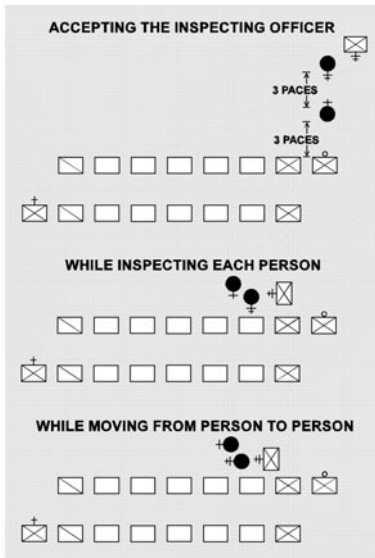 ACCEPTING THE INSPECTING OFFICER
3 PACES
3 PACES
WHILE INSPECTING EACH PERSON
WHILE MOVING FROM PERSON TO PERSON